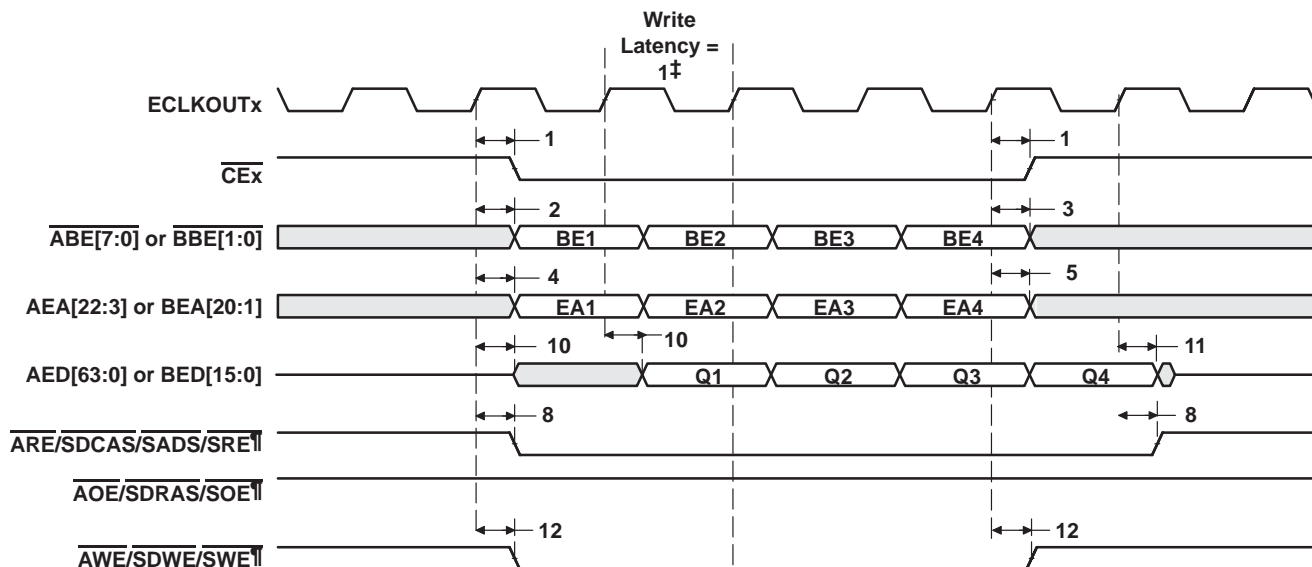 Write
Latency =
1‡
ECLKOUTx
1 1
CEx
2 3
ABE[7:0] or BBE[1:0] BE1 BE2 BE3 BE4
4 5
AEA[22:3] or BEA[20:1] EA1 EA2 EA3 EA4
10 10 11
AED[63:0] or BED[15:0] Q1 Q2 Q3 Q4
8 8
ARE/SDCAS/SADS/SRE¶
AOE/SDRAS/SOE¶
12 12
AWE/SDWE/SWE¶